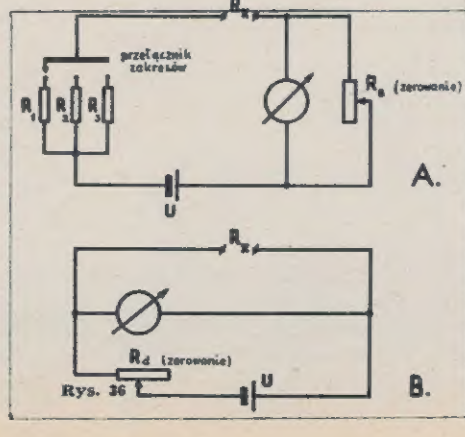 Rx
przełącznik
zakresów
R1 R2 R3
Rs (zerowanie)
U
A.
Rx
Rd (zerowanie)
U
Rys. 36
B.